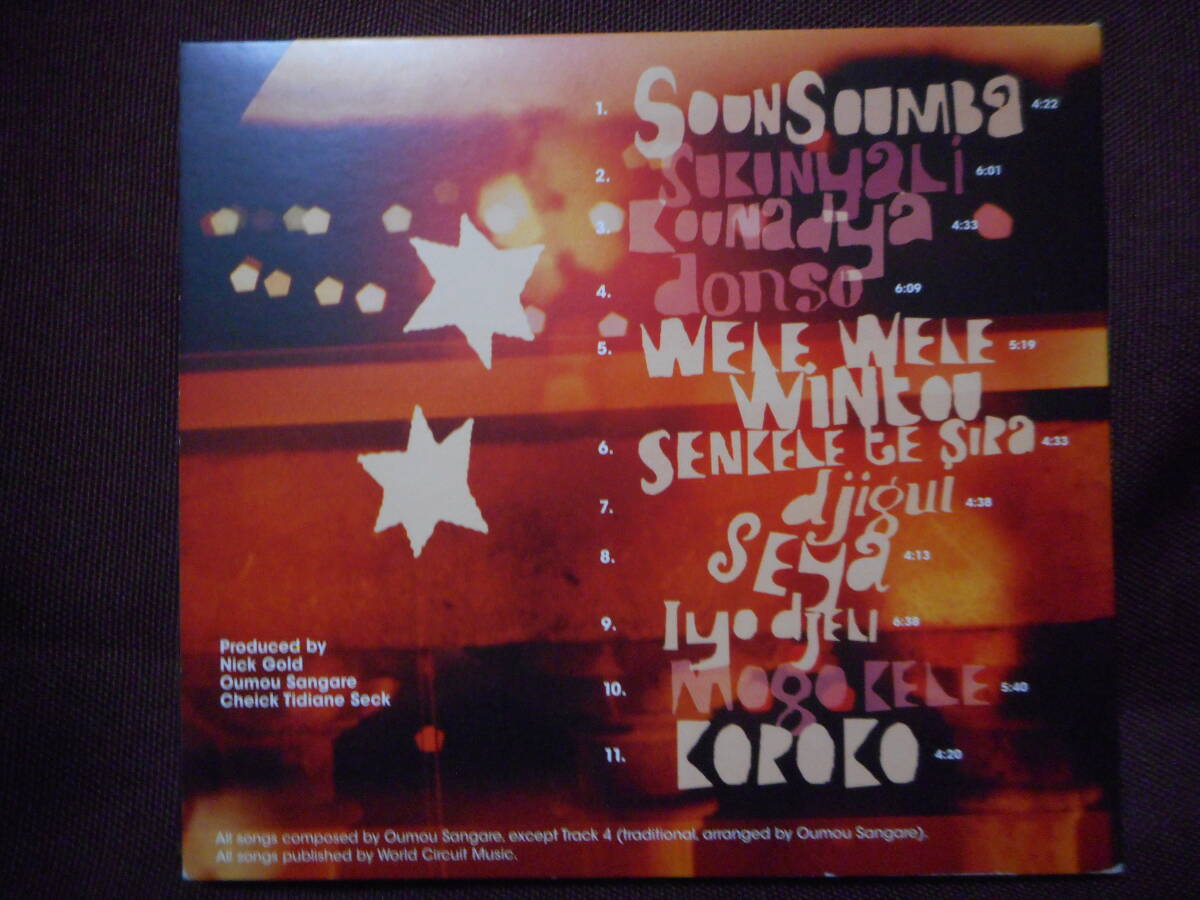 1. SOUNSOUMBA 4:22
2. SUKUNYALI 6:01
3. KOUNADYA 4:33
4. donso 6:09
5. WELE WELE 5:19
WINTOU
6. SENKELE TE SIRA 4:33
7. djigui 4:38
8. SEYA 4:13
9. Iyo djELI 6:38
10. MOGO KELE 5:40
11. KOROKO 4:20
Produced by
Nick Gold
Oumou Sangare
Cheick Tidiane Seck
All songs composed by Oumou Sangare, except Track 4 (traditional, arranged by Oumou Sangare).
All songs published by World Circuit Music.